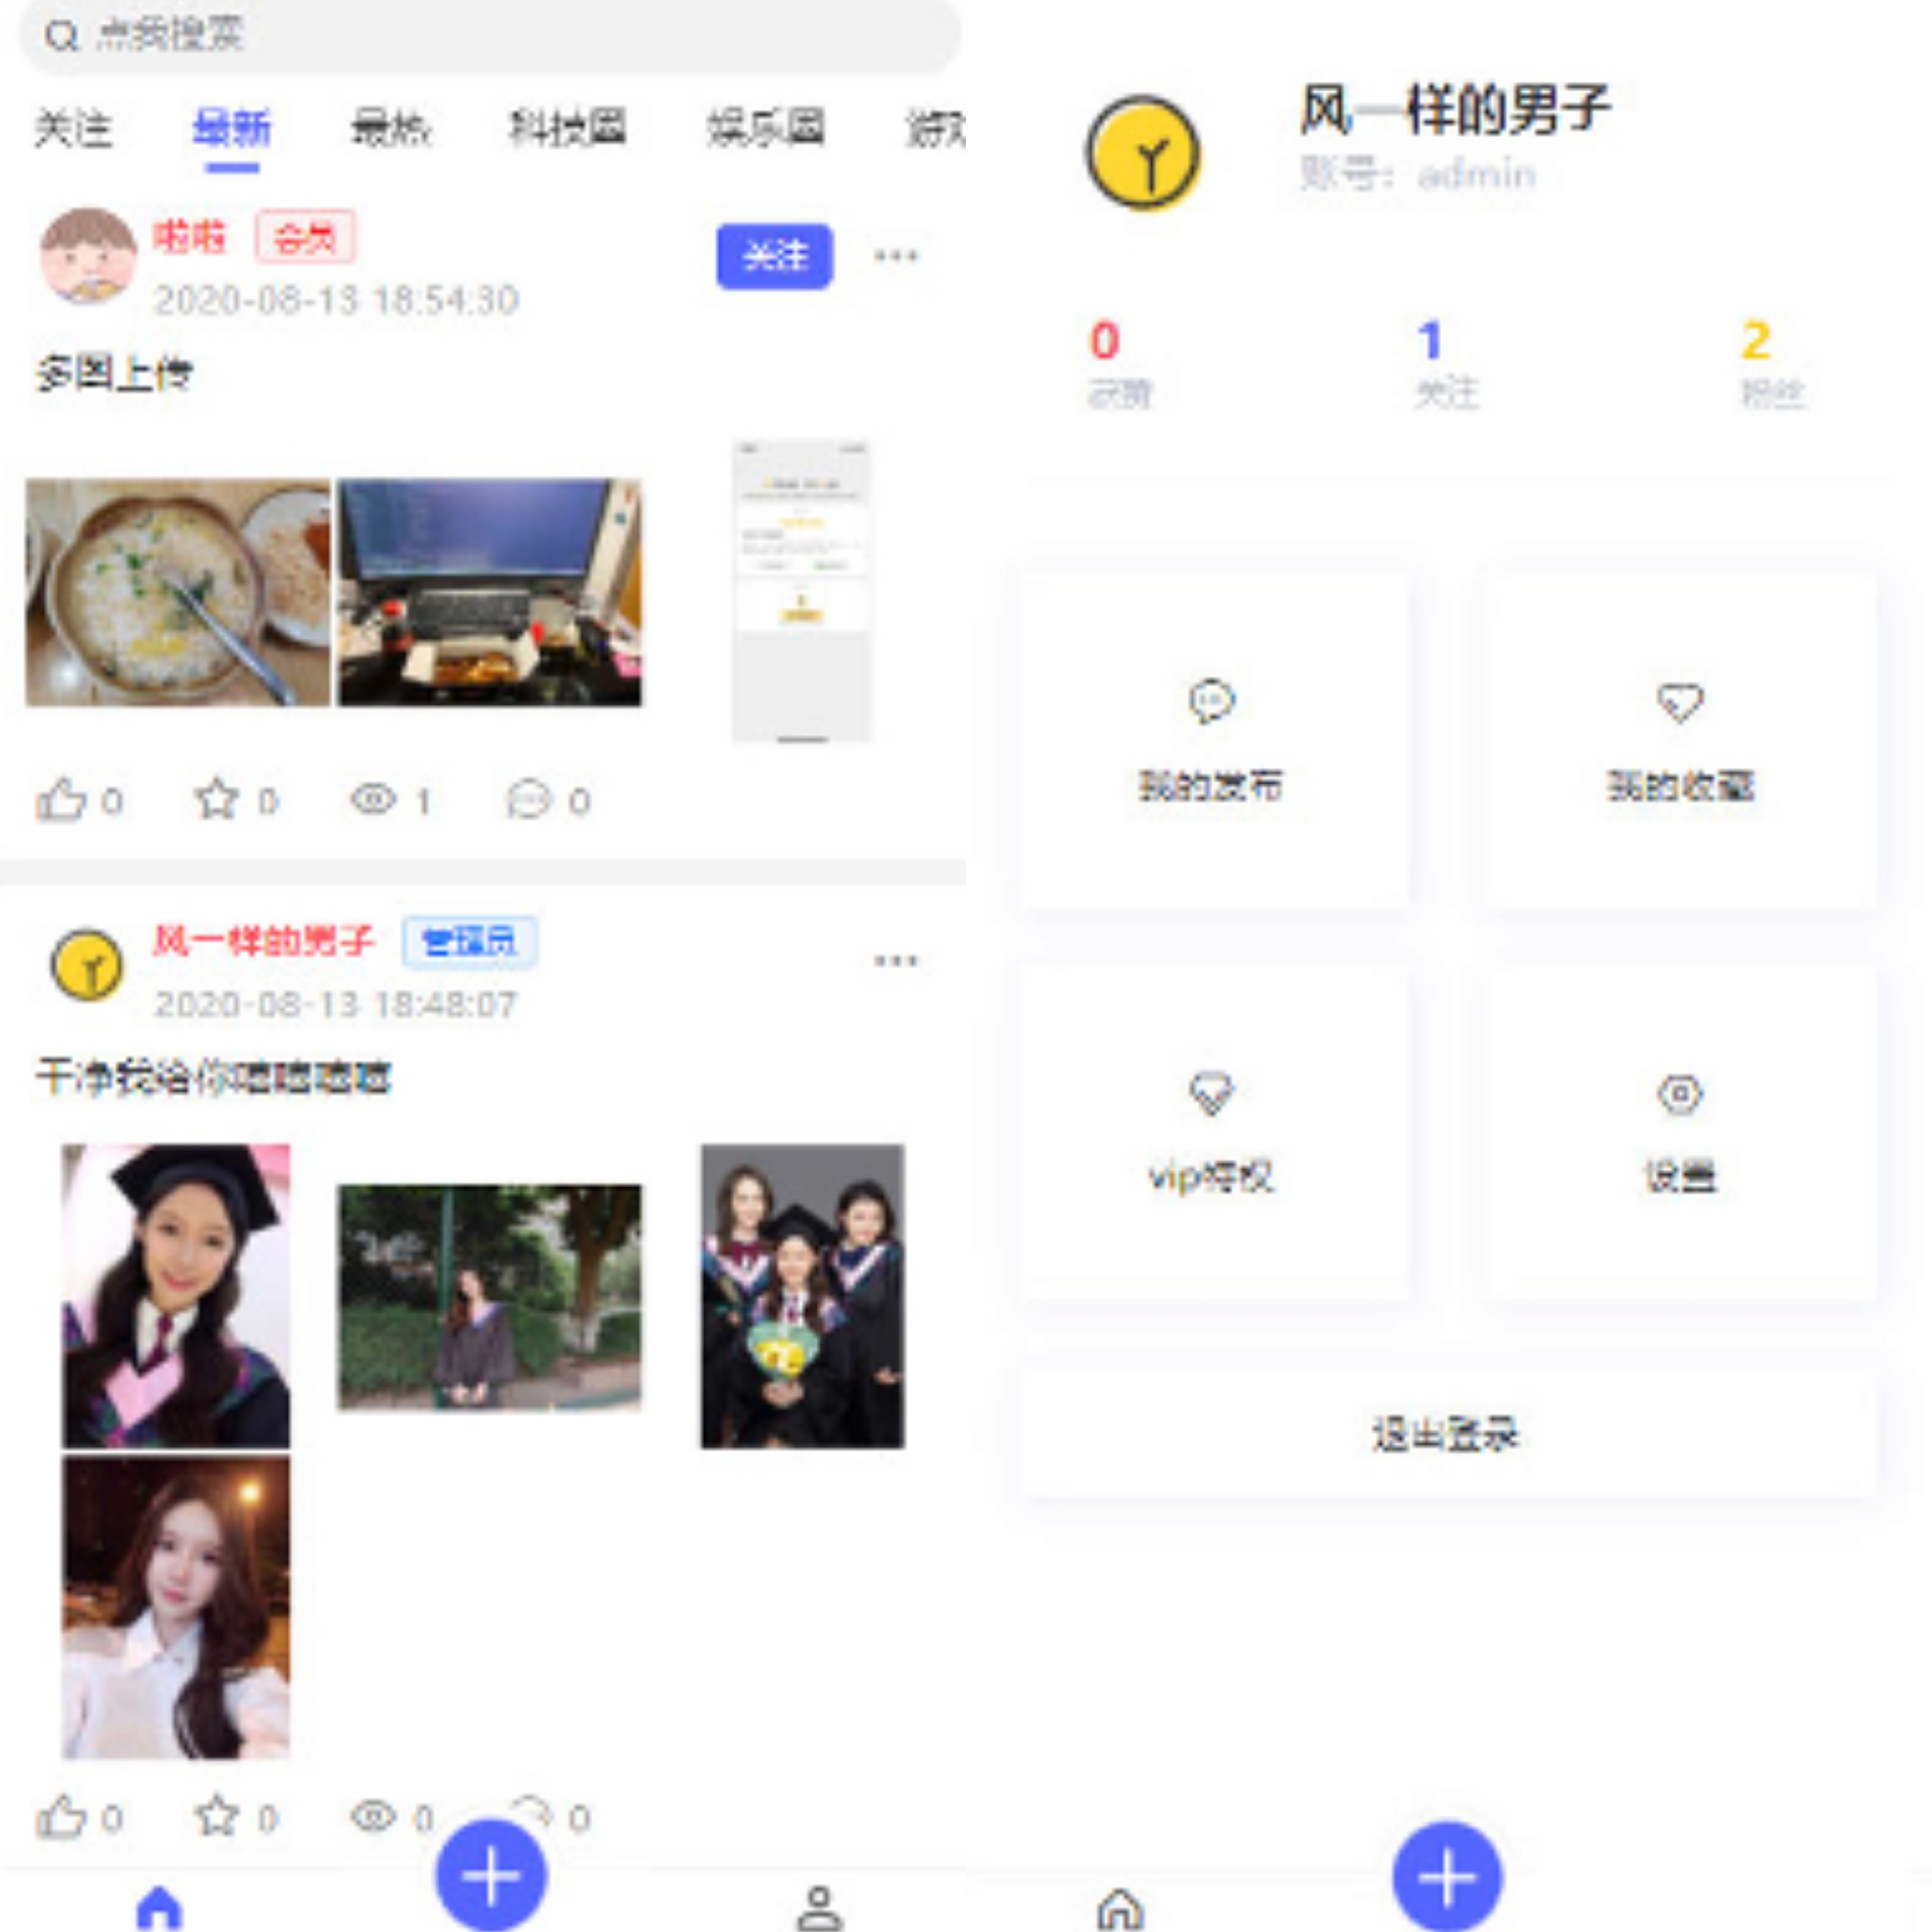 点我搜索
关注 最新 最热 科技圈 娱乐圈 游戏
啦啦 会员
关注
2020-08-13 18:54:30
多图上传
0 0 1 0
风一样的男子 管理员
2020-08-13 18:48:07
干净我给你嘻嘻嘻嘻
0 0 0 0
风一样的男子
账号：admin
0 1 2
获赞 关注 粉丝
我的发布 我的收藏
vip特权 设置
退出登录